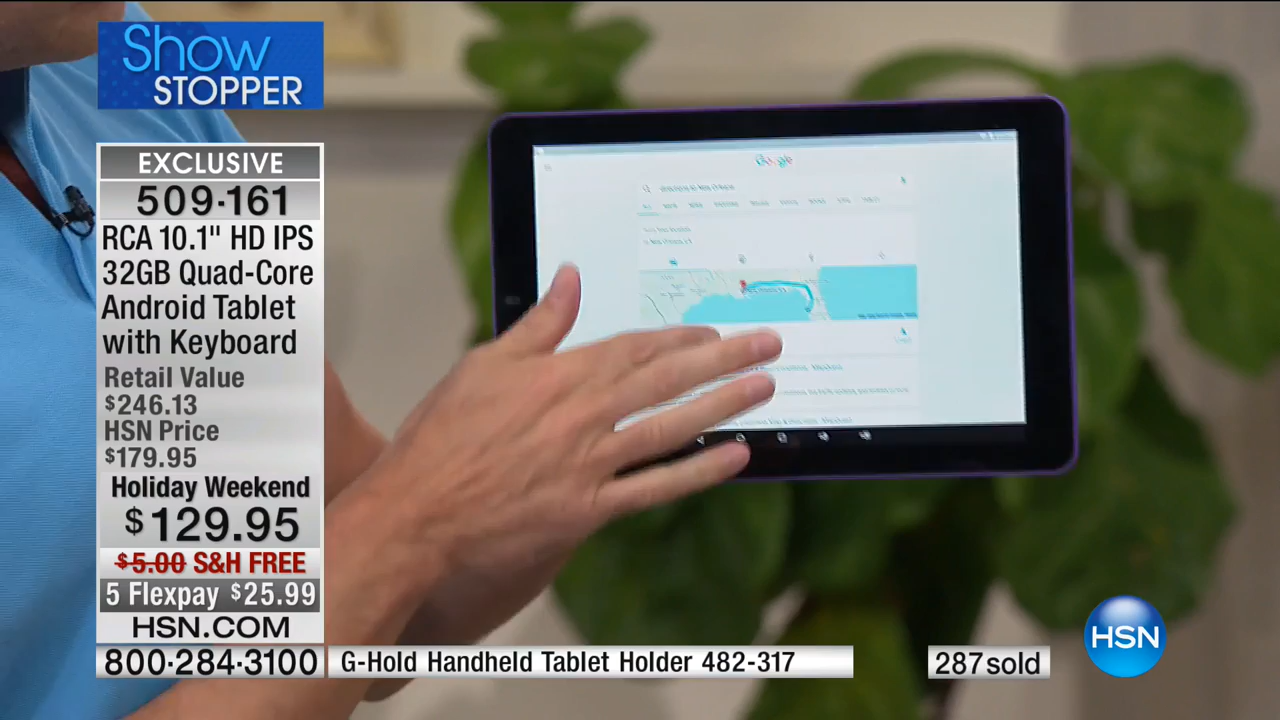 Show
STOPPER
EXCLUSIVE
509·161
RCA 10.1" HD IPS
32GB Quad-Core
Android Tablet
with Keyboard
Retail Value
$246.13
HSN Price
$179.95
Holiday Weekend
$129.95
$5.00 S&H FREE
5 Flexpay $25.99
HSN.COM
800·284·3100
G-Hold Handheld Tablet Holder 482-317
287 sold
HSN
Google